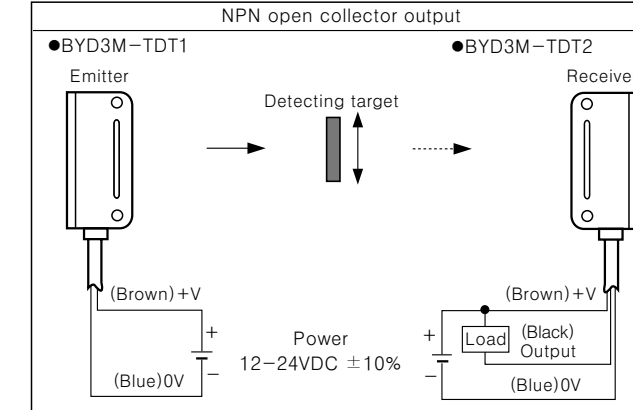 NPN open collector output
●BYD3M-TDT1
●BYD3M-TDT2
Emitter
Receive
Detecting target
(Brown)+V
(Brown)+V
+
Power
+
Load
(Black)
Output
12-24VDC ±10%
−
−
(Blue)0V
(Blue)0V